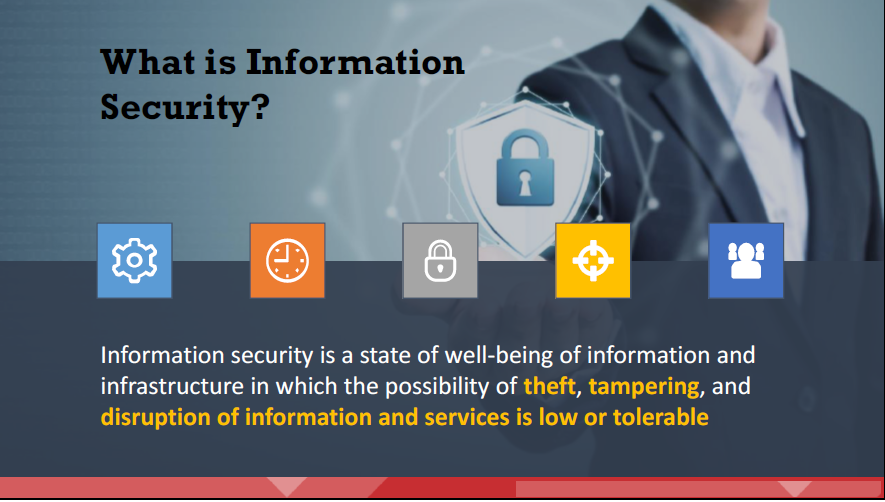 What is Information
Security?
Information security is a state of well-being of information and
infrastructure in which the possibility of theft, tampering, and
disruption of information and services is low or tolerable